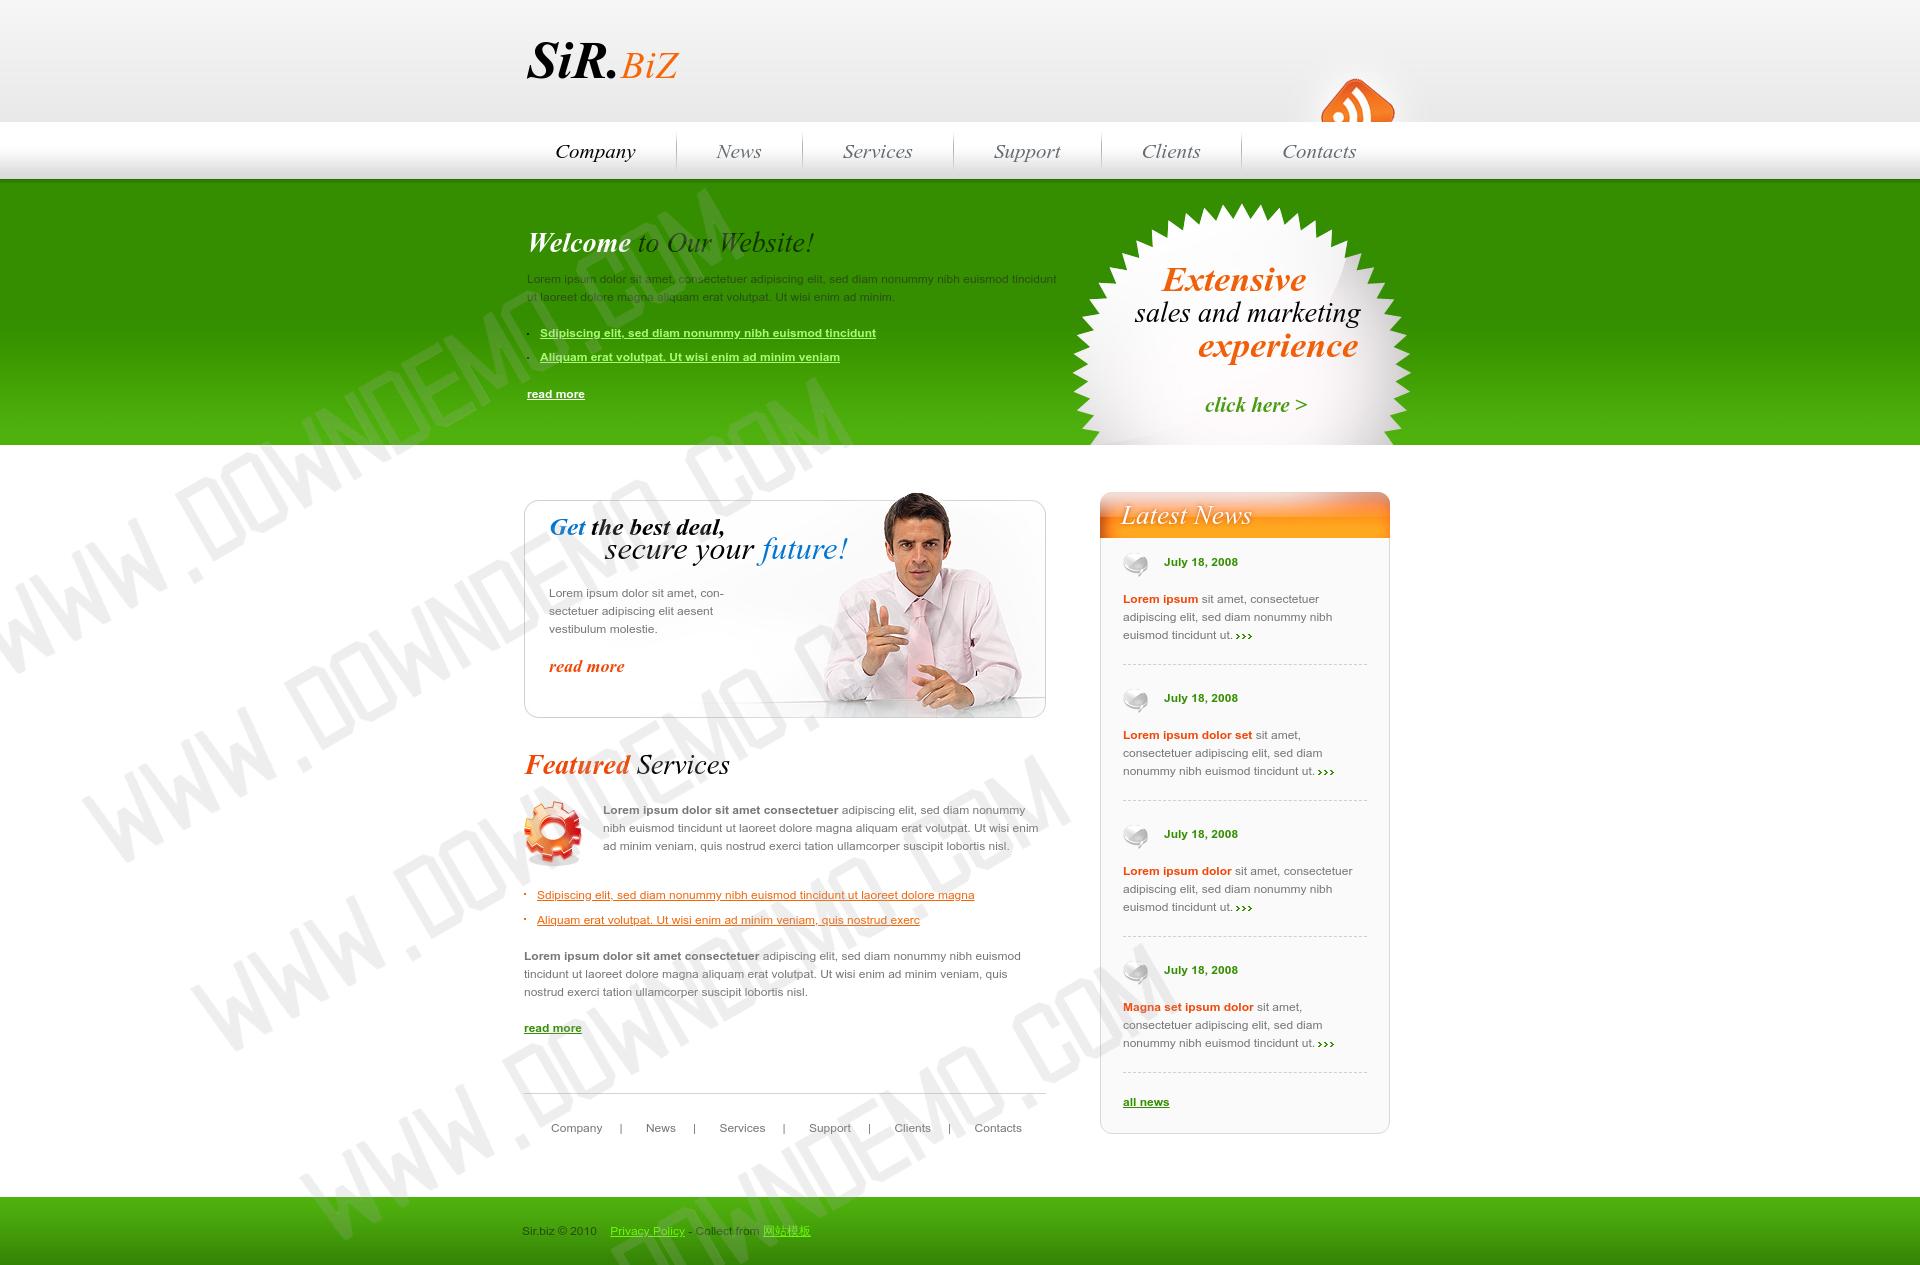 SiR.BiZ
Company
News
Services
Support
Clients
Contacts
Welcome to Our Website!
Lorem ipsum dolor sit amet, consectetuer adipiscing elit, sed diam nonummy nibh euismod tincidunt
ut laoreet dolore magna aliquam erat volutpat. Ut wisi enim ad minim.
Sdipiscing elit, sed diam nonummy nibh euismod tincidunt
Aliquam erat volutpat. Ut wisi enim ad minim veniam
read more
Extensive
sales and marketing
experience
click here >
Get the best deal,
secure your future!
Lorem ipsum dolor sit amet, con-
sectetuer adipiscing elit aesent
vestibulum molestie.
read more
Featured Services
Lorem ipsum dolor sit amet consectetuer adipiscing elit, sed diam nonummy
nibh euismod tincidunt ut laoreet dolore magna aliquam erat volutpat. Ut wisi enim
ad minim veniam, quis nostrud exerci tation ullamcorper suscipit lobortis nisl.
Sdipiscing elit, sed diam nonummy nibh euismod tincidunt ut laoreet dolore magna
Aliquam erat volutpat. Ut wisi enim ad minim veniam, quis nostrud exerc
Lorem ipsum dolor sit amet consectetuer adipiscing elit, sed diam nonummy nibh euismod
tincidunt ut laoreet dolore magna aliquam erat volutpat. Ut wisi enim ad minim veniam, quis
nostrud exerci tation ullamcorper suscipit lobortis nisl.
read more
Company | News | Services | Support | Clients | Contacts
Latest News
July 18, 2008
Lorem ipsum sit amet, consectetuer
adipiscing elit, sed diam nonummy nibh
euismod tincidunt ut. >>>
July 18, 2008
Lorem ipsum dolor set sit amet,
consectetuer adipiscing elit, sed diam
nonummy nibh euismod tincidunt ut. >>>
July 18, 2008
Lorem ipsum dolor sit amet, consectetuer
adipiscing elit, sed diam nonummy nibh
euismod tincidunt ut. >>>
July 18, 2008
Magna set ipsum dolor sit amet,
consectetuer adipiscing elit, sed diam
nonummy nibh euismod tincidunt ut. >>>
all news
Sir.biz © 2010 Privacy Policy - Collect from 网站模板
WWW.DOWNDEMO.COM
WWW.DOWNDEMO.COM
WWW.DOWNDEMO.COM
WWW.DOWNDEMO.COM
DOWNDEMO.COM